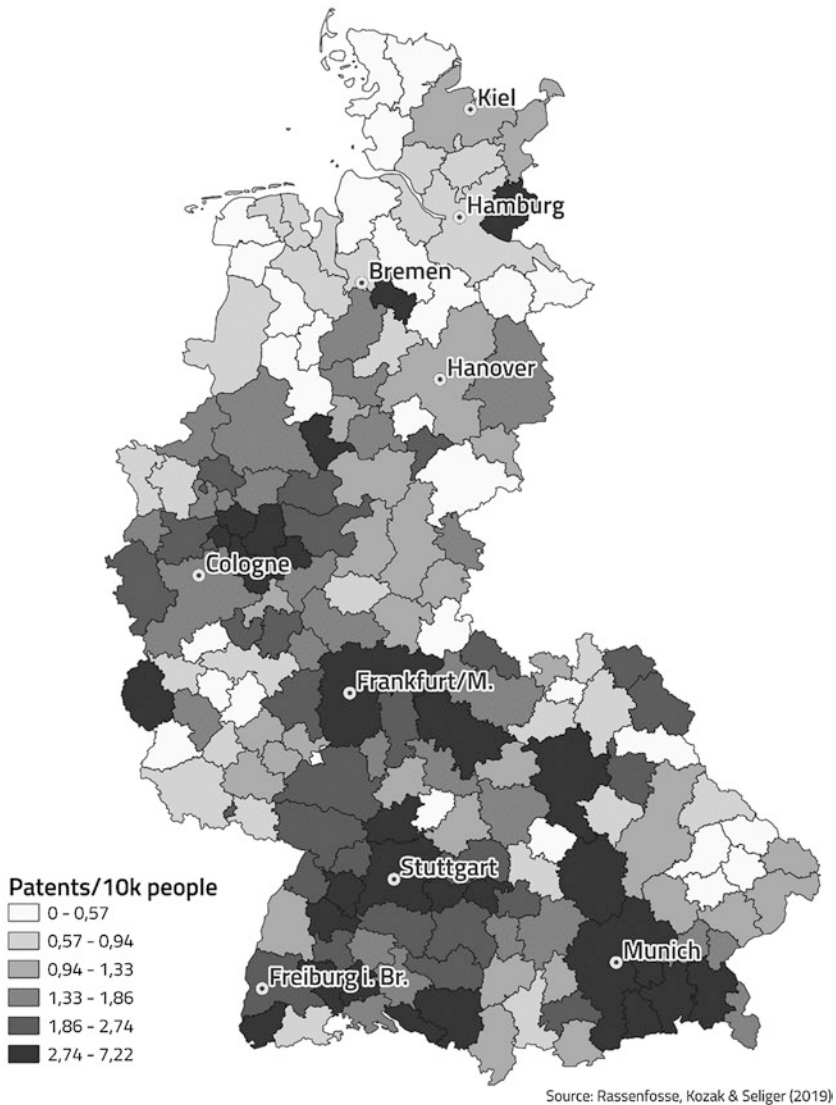 Kiel
Hamburg
Bremen
Hanover
Cologne
Frankfurt/M.
Stuttgart
Munich
Freiburg i. Br.
Patents/10k people
0 - 0,57
0,57 - 0,94
0,94 - 1,33
1,33 - 1,86
1,86 - 2,74
2,74 - 7,22
Source: Rassenfosse, Kozak & Seliger (2019)